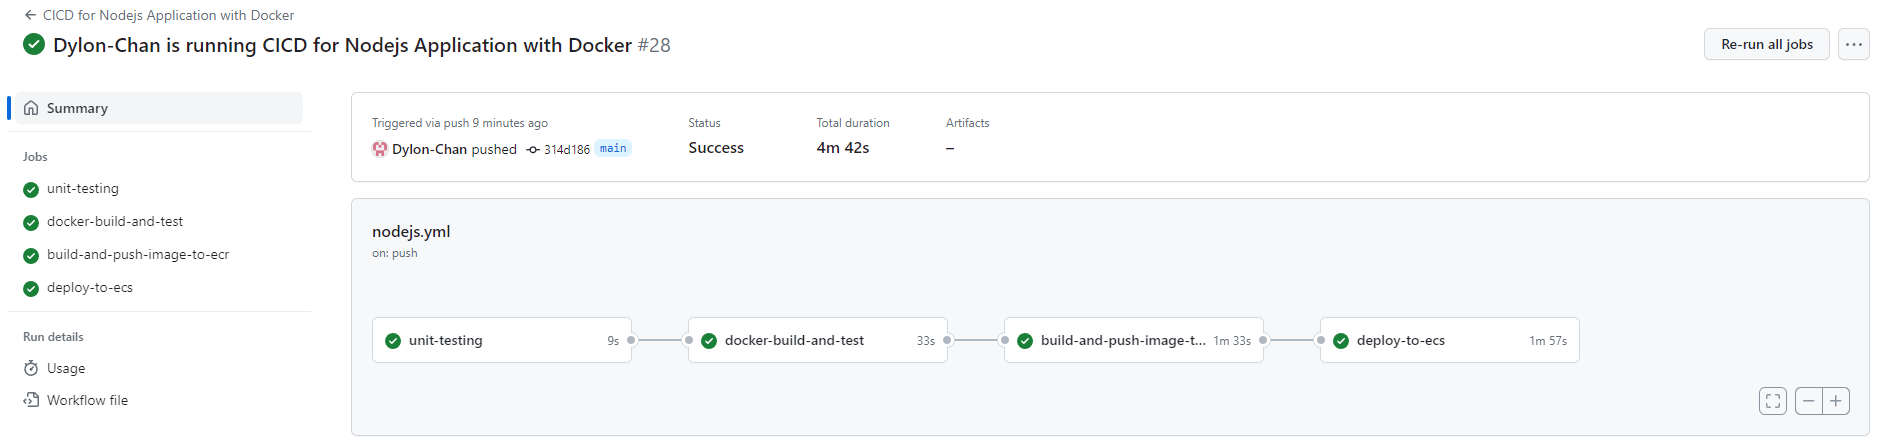 CICD for Nodejs Application with Docker
Dylon-Chan is running CICD for Nodejs Application with Docker #28
Re-run all jobs
Summary
Jobs
unit-testing
docker-build-and-test
build-and-push-image-to-ecr
deploy-to-ecs
Run details
Usage
Workflow file
Triggered via push 9 minutes ago
Dylon-Chan pushed 314d186 main
Status
Success
Total duration
4m 42s
Artifacts
–
nodejs.yml
on: push
unit-testing 9s
docker-build-and-test 33s
build-and-push-image-t... 1m 33s
deploy-to-ecs 1m 57s